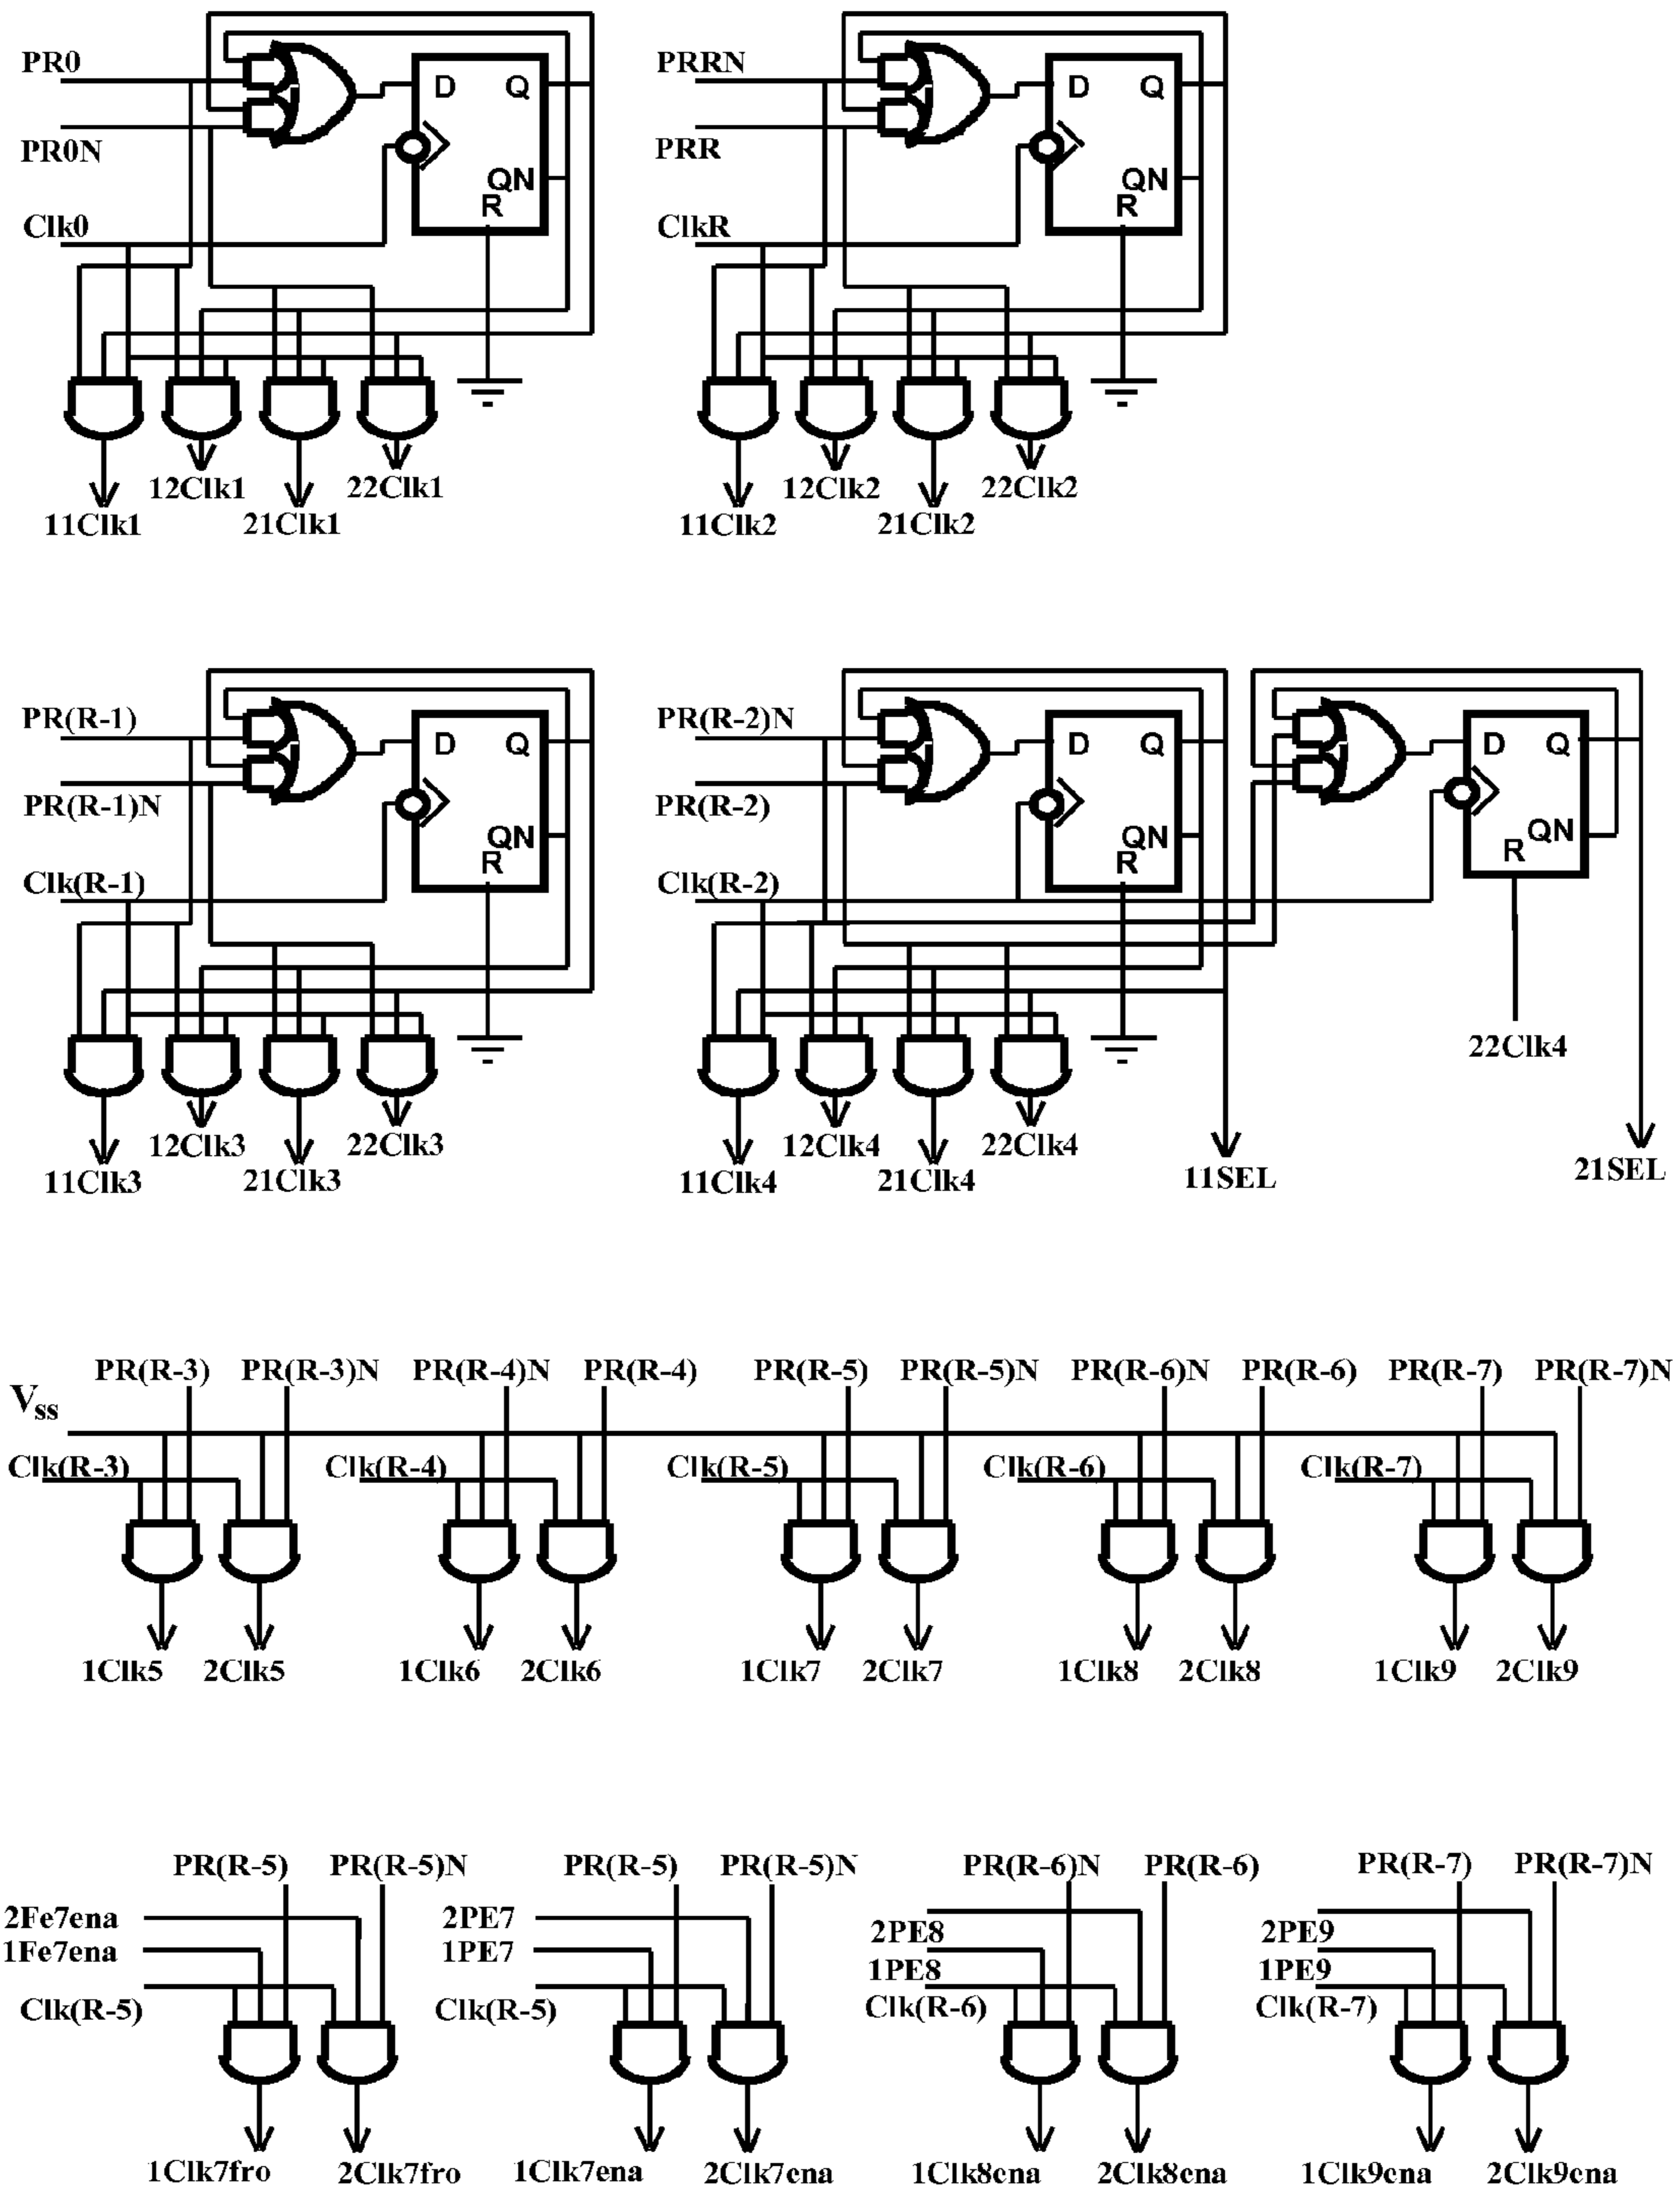 PR0
PR0N
Clk0
D Q
QN
R
11Clk1
12Clk1
21Clk1
22Clk1
PRRN
PRR
ClkR
D Q
QN
R
11Clk2
12Clk2
21Clk2
22Clk2
PR(R-1)
PR(R-1)N
Clk(R-1)
D Q
QN
R
11Clk3
12Clk3
21Clk3
22Clk3
PR(R-2)N
PR(R-2)
Clk(R-2)
D Q
QN
R
D Q
QN
R
22Clk4
11Clk4
12Clk4
21Clk4
22Clk4
11SEL
21SEL
PR(R-3) PR(R-3)N PR(R-4)N PR(R-4) PR(R-5) PR(R-5)N PR(R-6)N PR(R-6) PR(R-7) PR(R-7)N
Vss
Clk(R-3) Clk(R-4) Clk(R-5) Clk(R-6) Clk(R-7)
1Clk5 2Clk5 1Clk6 2Clk6 1Clk7 2Clk7 1Clk8 2Clk8 1Clk9 2Clk9
PR(R-5) PR(R-5)N
2Fe7ena
1Fe7ena
Clk(R-5)
1Clk7fro 2Clk7fro
PR(R-5) PR(R-5)N
2PE7
1PE7
Clk(R-5)
1Clk7ena 2Clk7ena
PR(R-6)N PR(R-6)
2PE8
1PE8
Clk(R-6)
1Clk8ena 2Clk8ena
PR(R-7) PR(R-7)N
2PE9
1PE9
Clk(R-7)
1Clk9ena 2Clk9ena